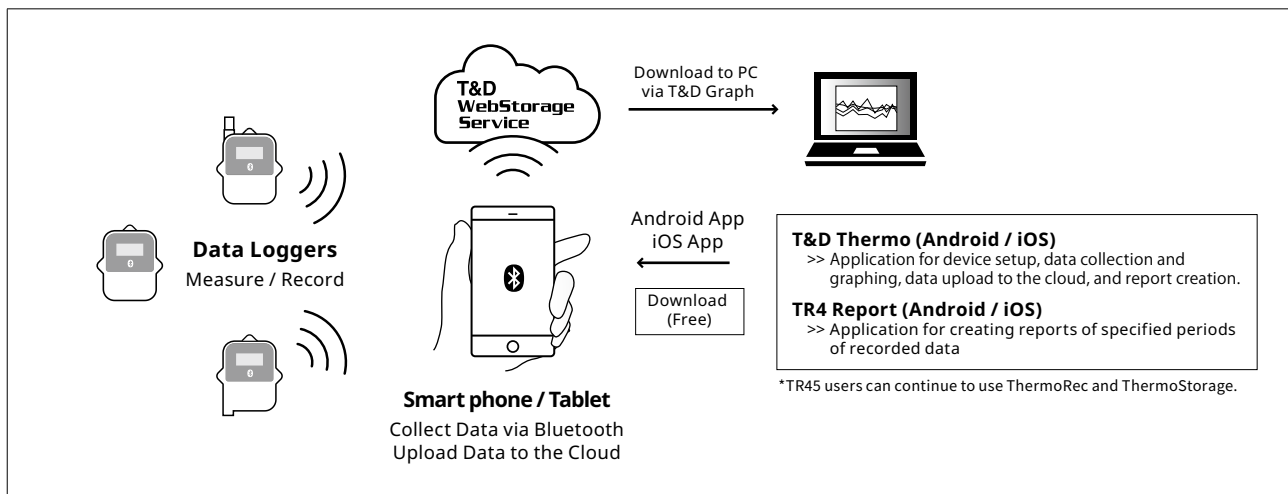 T&D
WebStorage
Service
Download to PC
via T&D Graph
Data Loggers
Measure / Record
Android App
iOS App
Download
(Free)
T&D Thermo (Android / iOS)
>> Application for device setup, data collection and
graphing, data upload to the cloud, and report creation.
TR4 Report (Android / iOS)
>> Application for creating reports of specified periods
of recorded data
*TR45 users can continue to use ThermoRec and ThermoStorage.
Smart phone / Tablet
Collect Data via Bluetooth
Upload Data to the Cloud